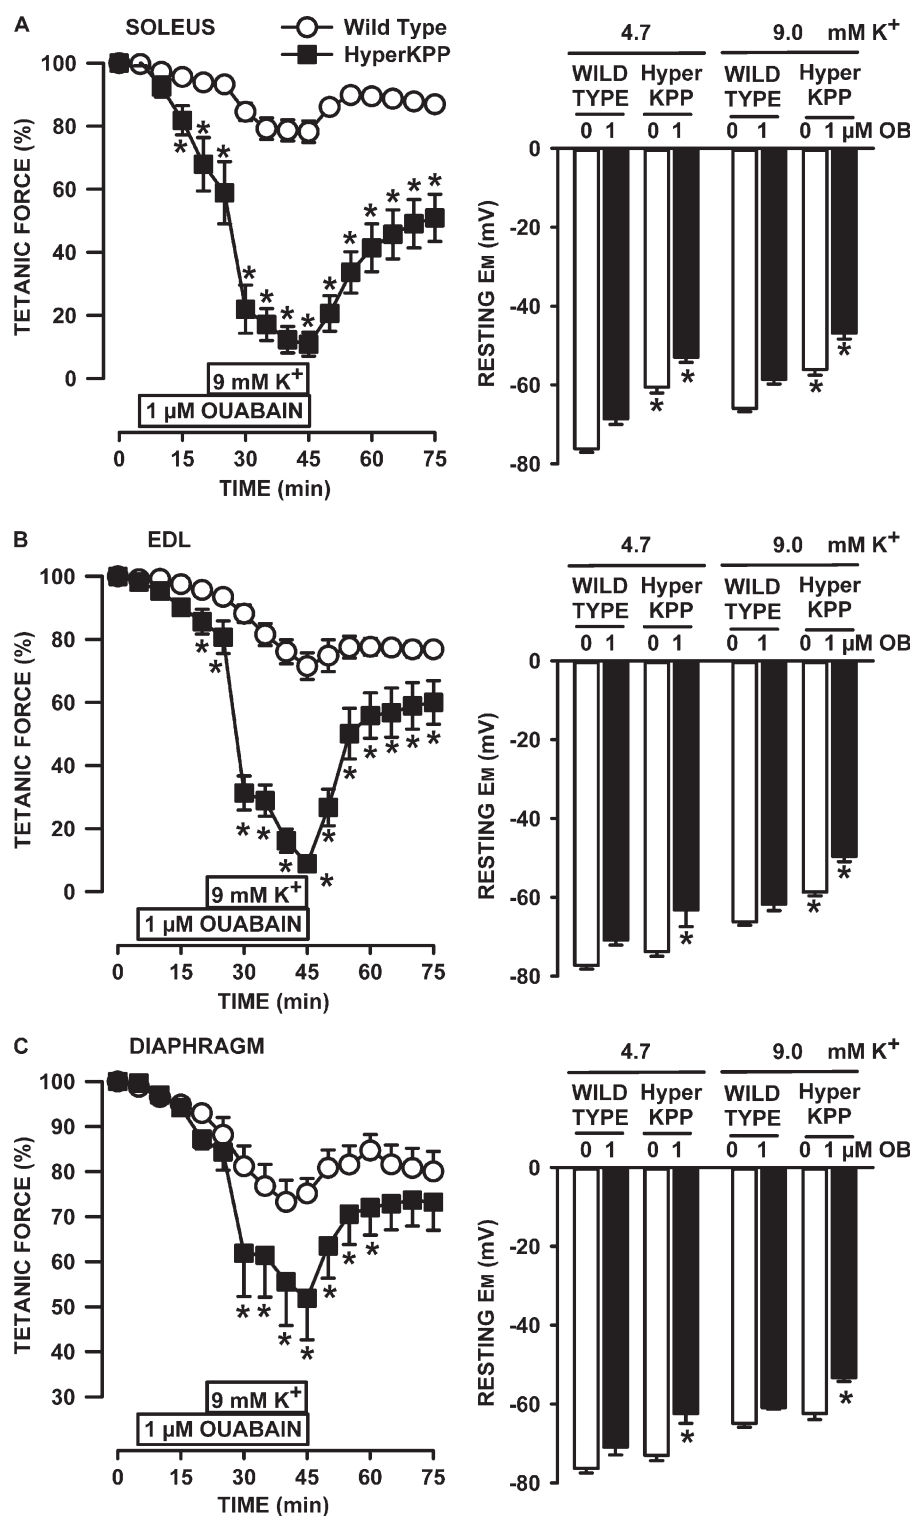 A SOLEUS
Wild Type
HyperKPP
TETANIC FORCE (%)
100
80
60
40
20
0
9 mM K+
1 µM OUABAIN
0 15 30 45 60 75
TIME (min)
4.7 9.0 mM K+
WILD TYPE Hyper KPP WILD TYPE Hyper KPP
0 1 0 1 0 1 0 1 µM OB
RESTING EM (mV)
0
-20
-40
-60
-80
* * * * * * * * * * * * *
* * * *
B EDL
TETANIC FORCE (%)
100
80
60
40
20
0
9 mM K+
1 µM OUABAIN
0 15 30 45 60 75
TIME (min)
4.7 9.0 mM K+
WILD TYPE Hyper KPP WILD TYPE Hyper KPP
0 1 0 1 0 1 0 1 µM OB
RESTING EM (mV)
0
-20
-40
-60
-80
* * * * * * * * * * * *
* * *
C DIAPHRAGM
TETANIC FORCE (%)
100
90
80
70
60
50
40
30
9 mM K+
1 µM OUABAIN
0 15 30 45 60 75
TIME (min)
4.7 9.0 mM K+
WILD TYPE Hyper KPP WILD TYPE Hyper KPP
0 1 0 1 0 1 0 1 µM OB
RESTING EM (mV)
0
-20
-40
-60
-80
* * * * * * *
* *